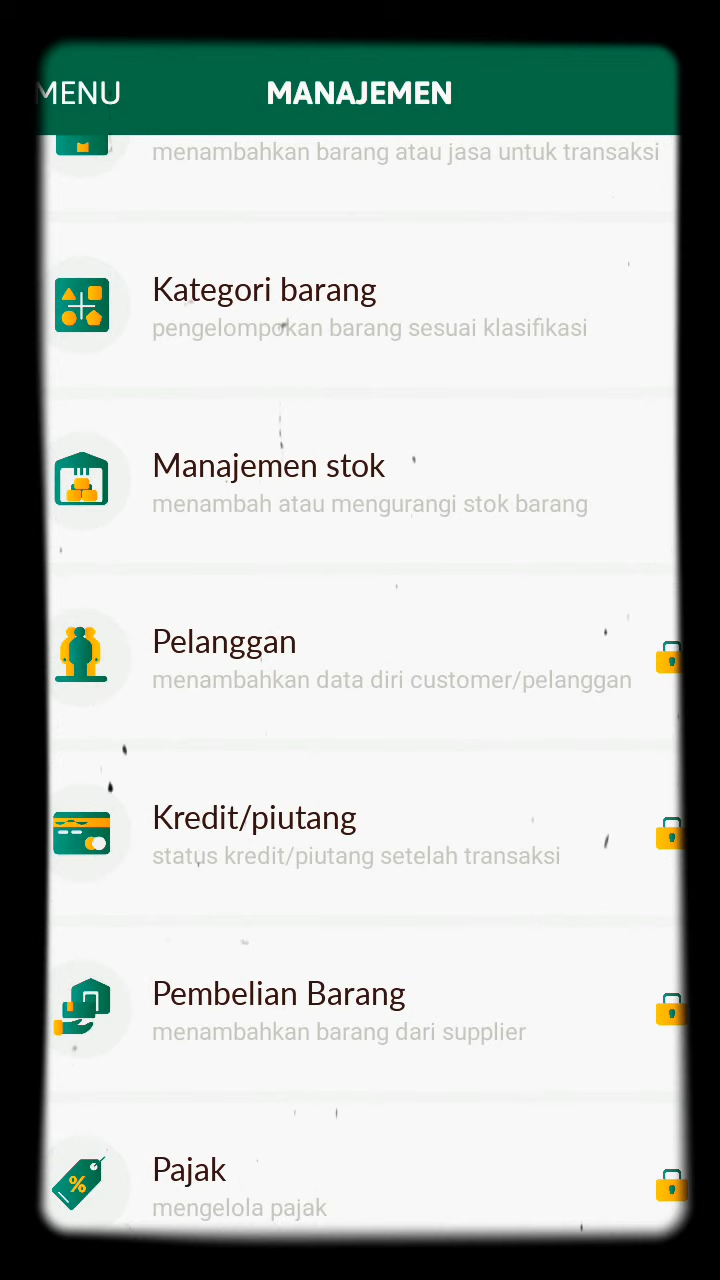 MENU
MANAJEMEN
menambahkan barang atau jasa untuk transaksi
Kategori barang
pengelompokan barang sesuai klasifikasi
Manajemen stok
menambah atau mengurangi stok barang
Pelanggan
menambahkan data diri customer/pelanggan
Kredit/piutang
status kredit/piutang setelah transaksi
Pembelian Barang
menambahkan barang dari supplier
%
Pajak
mengelola pajak